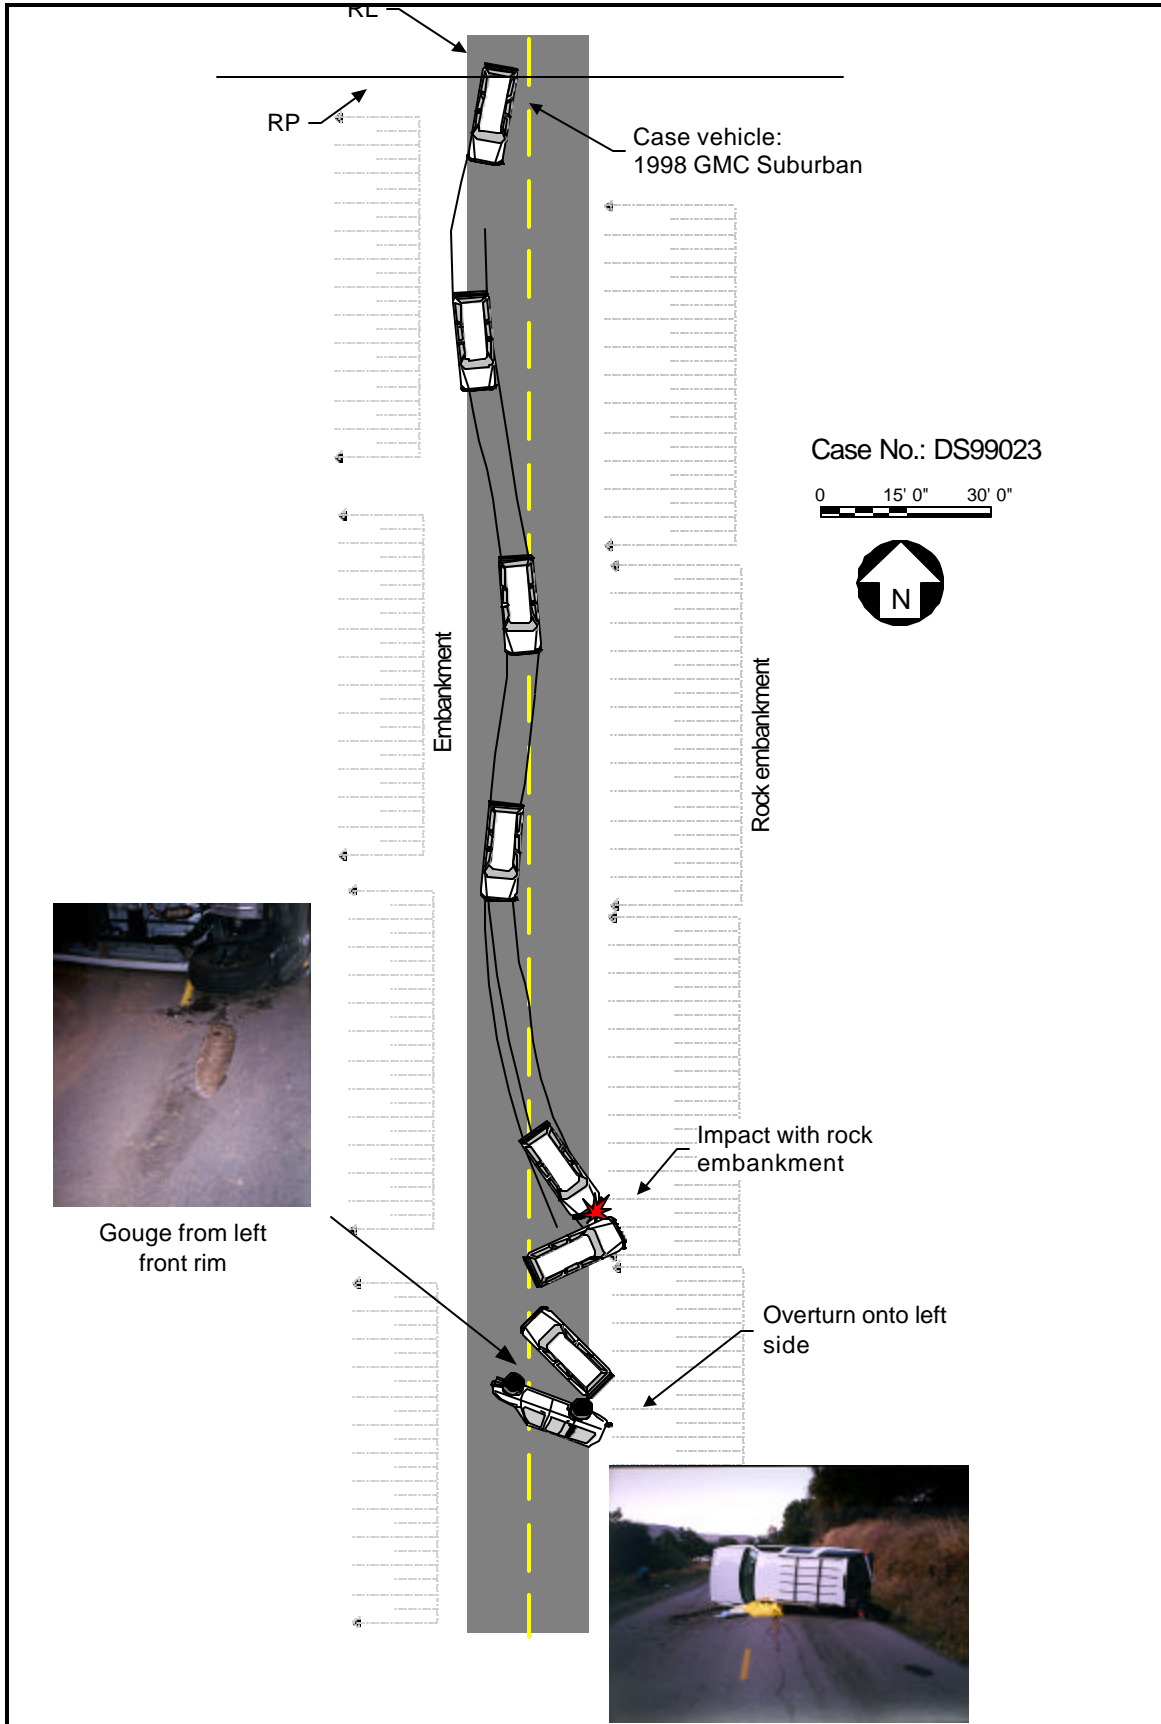 RL
RP
Case vehicle:
1998 GMC Suburban
Case No.: DS99023
0 15' 0" 30' 0"
N
Embankment
Rock embankment
Impact with rock
embankment
Gouge from left
front rim
Overturn onto left
side